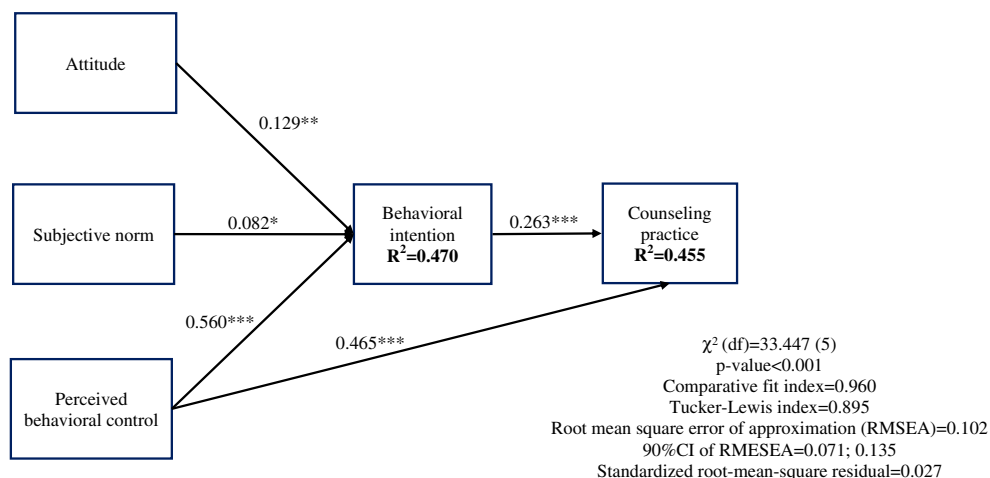 Attitude
0.129**
Subjective norm
0.082*
Behavioral
intention
R²=0.470
0.263***
Counseling
practice
R²=0.455
0.560***
0.465***
Perceived
behavioral control
χ² (df)=33.447 (5)
p-value<0.001
Comparative fit index=0.960
Tucker-Lewis index=0.895
Root mean square error of approximation (RMSEA)=0.102
90%CI of RMESEA=0.071; 0.135
Standardized root-mean-square residual=0.027